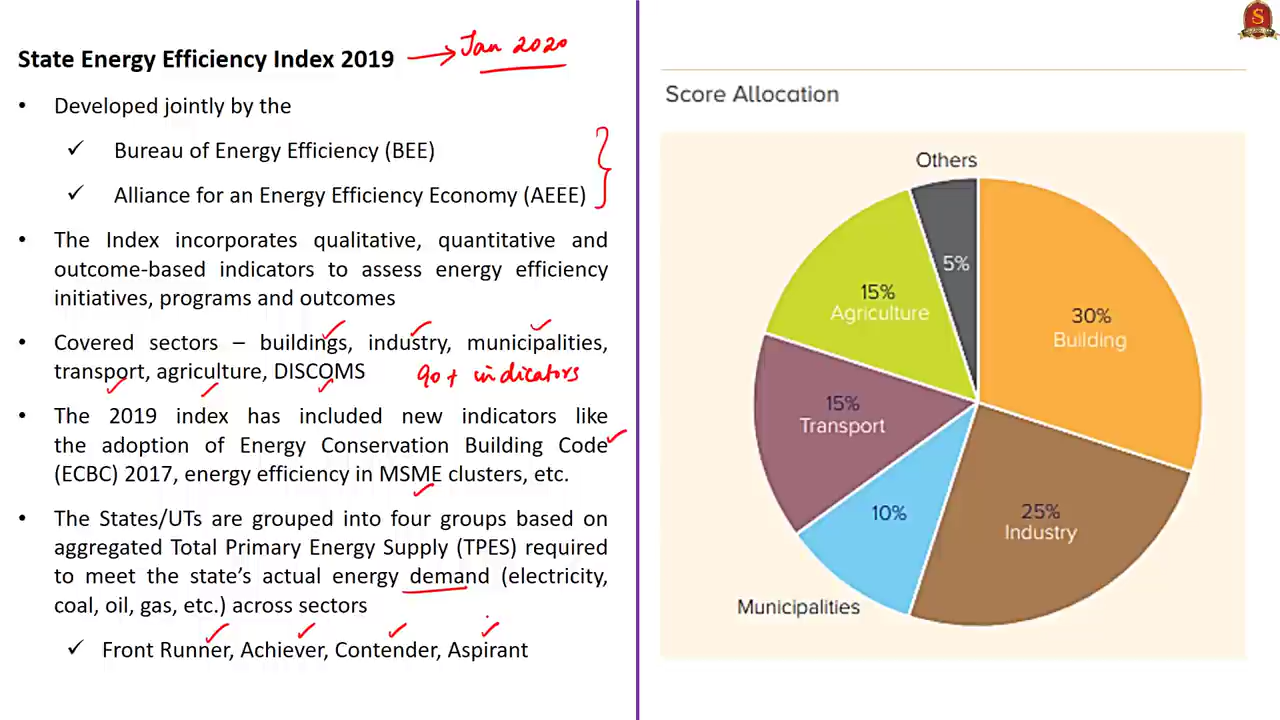 State Energy Efficiency Index 2019 → Jan 2020
• Developed jointly by the
✓ Bureau of Energy Efficiency (BEE)
✓ Alliance for an Energy Efficiency Economy (AEEE)
• The Index incorporates qualitative, quantitative and
outcome-based indicators to assess energy efficiency
initiatives, programs and outcomes
• Covered sectors – buildings, industry, municipalities,
transport, agriculture, DISCOMS 90+ indicators
• The 2019 index has included new indicators like
the adoption of Energy Conservation Building Code
(ECBC) 2017, energy efficiency in MSME clusters, etc.
• The States/UTs are grouped into four groups based on
aggregated Total Primary Energy Supply (TPES) required
to meet the state's actual energy demand (electricity,
coal, oil, gas, etc.) across sectors
✓ Front Runner, Achiever, Contender, Aspirant
Score Allocation
Others
5%
30%
Building
15%
Agriculture
15%
Transport
10%
Municipalities
25%
Industry
S